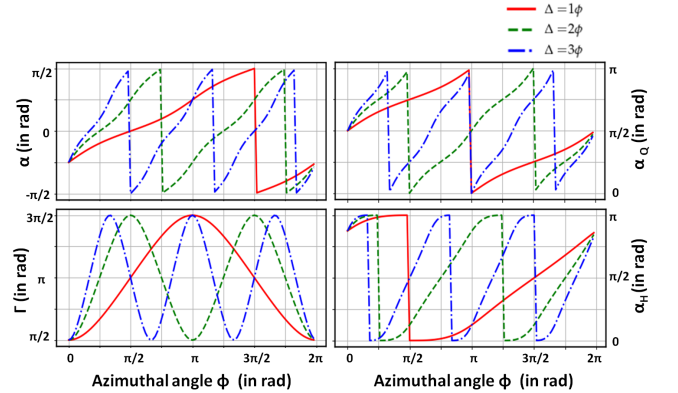 Δ = 1ϕ
Δ = 2ϕ
Δ = 3ϕ
π/2
0
-π/2
α (in rad)
π
π/2
0
α Q (in rad)
3π/2
π
π/2
Γ (in rad)
0 π/2 π 3π/2 2π
Azimuthal angle ϕ (in rad)
π
π/2
0
αH (in rad)
0 π/2 π 3π/2 2π
Azimuthal angle ϕ (in rad)